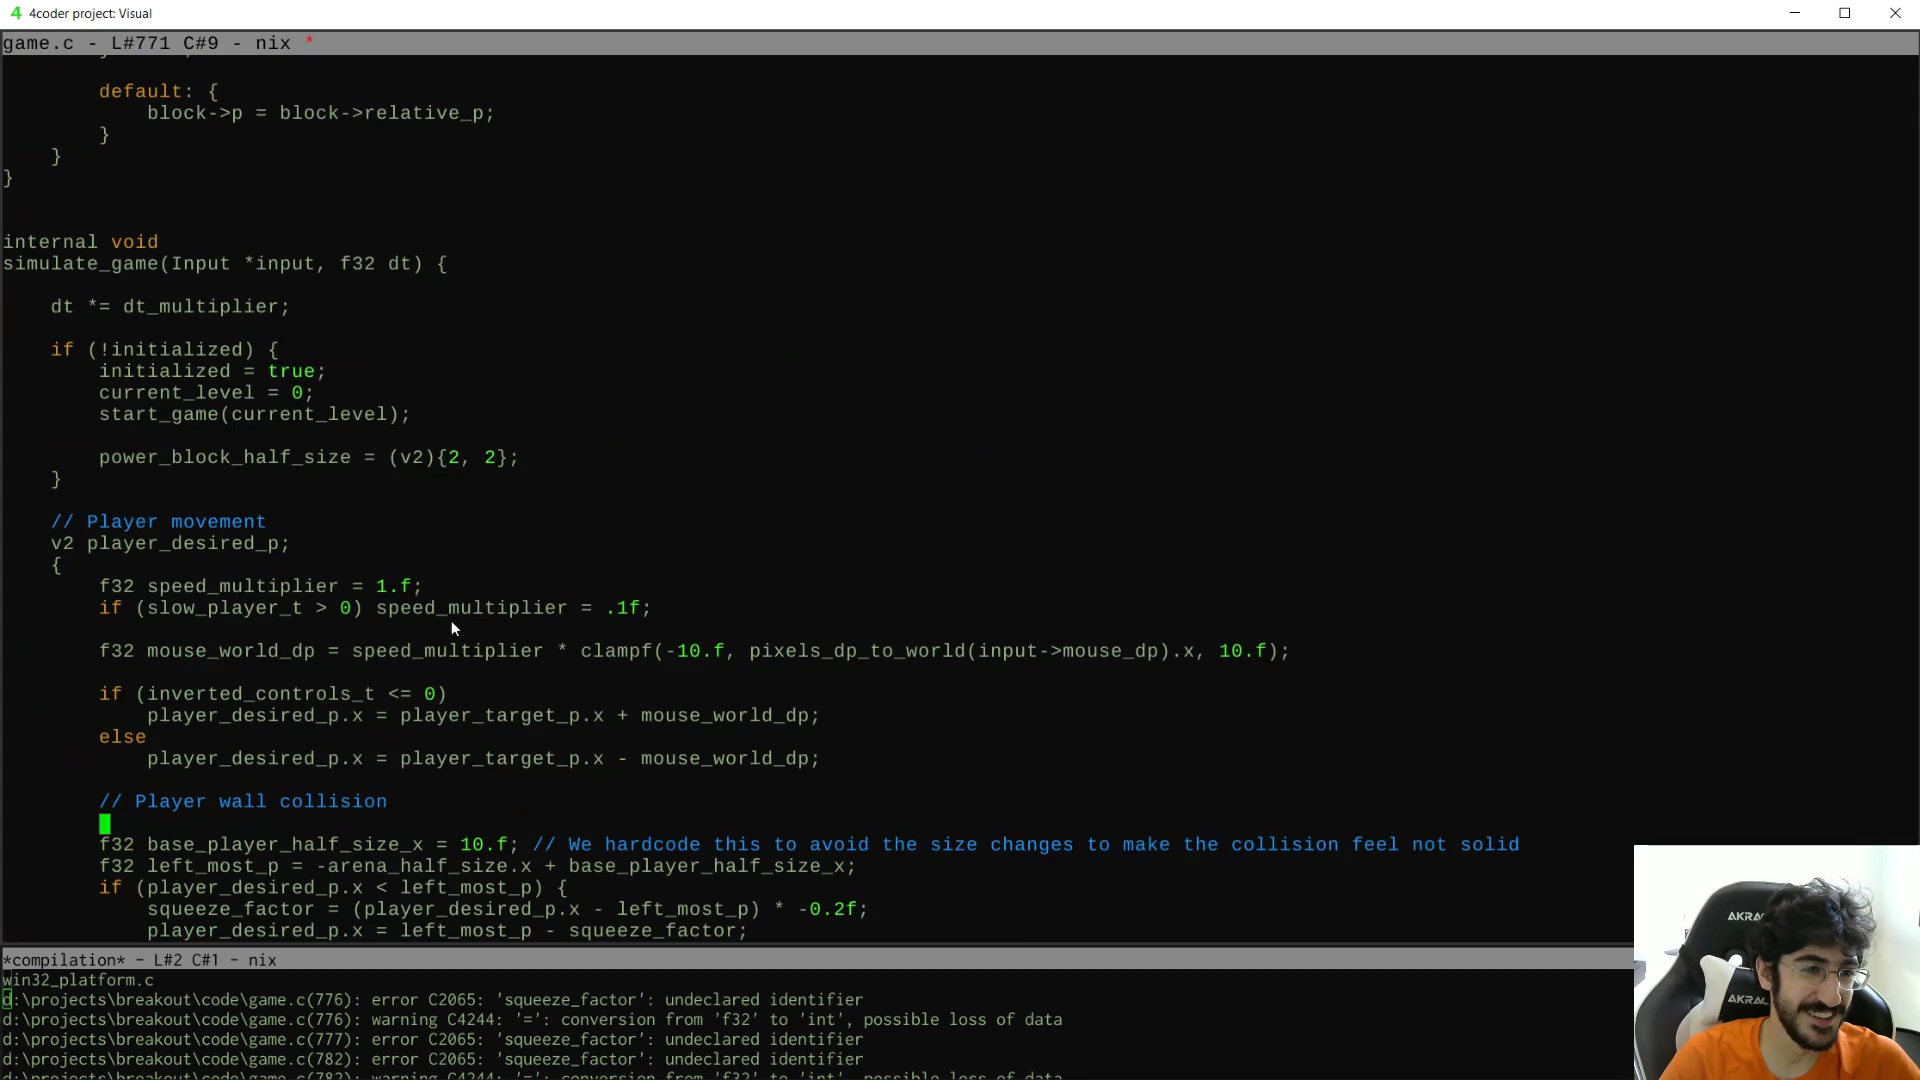 4 4coder project: Visual
game.c - L#771 C#9 - nix *
default: {
block->p = block->relative_p;
}
}
}
internal void
simulate_game(Input *input, f32 dt) {
dt *= dt_multiplier;
if (!initialized) {
initialized = true;
current_level = 0;
start_game(current_level);
power_block_half_size = (v2){2, 2};
}
// Player movement
v2 player_desired_p;
{
f32 speed_multiplier = 1.f;
if (slow_player_t > 0) speed_multiplier = .1f;
f32 mouse_world_dp = speed_multiplier * clampf(-10.f, pixels_dp_to_world(input->mouse_dp).x, 10.f);
if (inverted_controls_t <= 0)
player_desired_p.x = player_target_p.x + mouse_world_dp;
else
player_desired_p.x = player_target_p.x - mouse_world_dp;
// Player wall collision
f32 base_player_half_size_x = 10.f; // We hardcode this to avoid the size changes to make the collision feel not solid
f32 left_most_p = -arena_half_size.x + base_player_half_size_x;
if (player_desired_p.x < left_most_p) {
squeeze_factor = (player_desired_p.x - left_most_p) * -0.2f;
player_desired_p.x = left_most_p - squeeze_factor;
*compilation* - L#2 C#1 - nix
win32_platform.c
d:\projects\breakout\code\game.c(776): error C2065: 'squeeze_factor': undeclared identifier
d:\projects\breakout\code\game.c(776): warning C4244: '=': conversion from 'f32' to 'int', possible loss of data
d:\projects\breakout\code\game.c(777): error C2065: 'squeeze_factor': undeclared identifier
d:\projects\breakout\code\game.c(782): error C2065: 'squeeze_factor': undeclared identifier
d:\projects\breakout\code\game.c(782): warning C4244: '=': conversion from 'f32' to 'int', possible loss of data